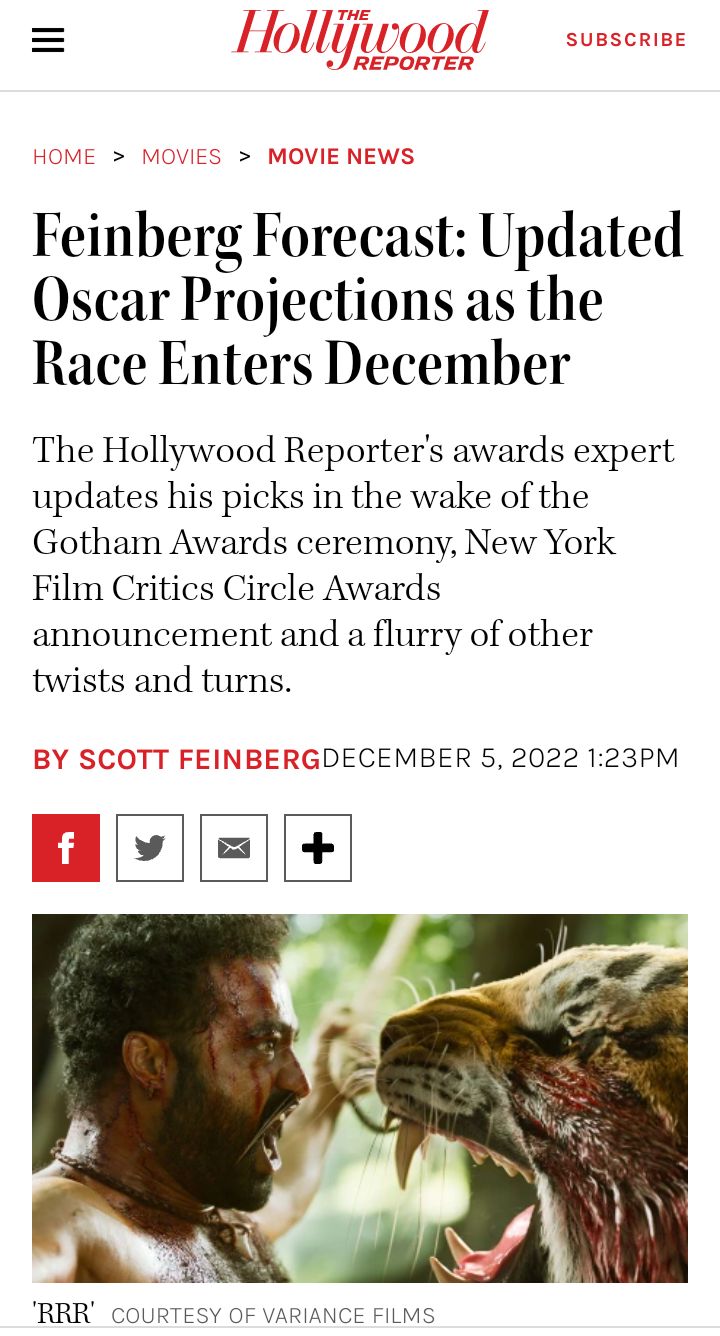 THE
Hollywood
REPORTER
SUBSCRIBE
HOME > MOVIES > MOVIE NEWS
Feinberg Forecast: Updated
Oscar Projections as the
Race Enters December
The Hollywood Reporter's awards expert
updates his picks in the wake of the
Gotham Awards ceremony, New York
Film Critics Circle Awards
announcement and a flurry of other
twists and turns.
BY SCOTT FEINBERG DECEMBER 5, 2022 1:23PM
f
'RRR' COURTESY OF VARIANCE FILMS